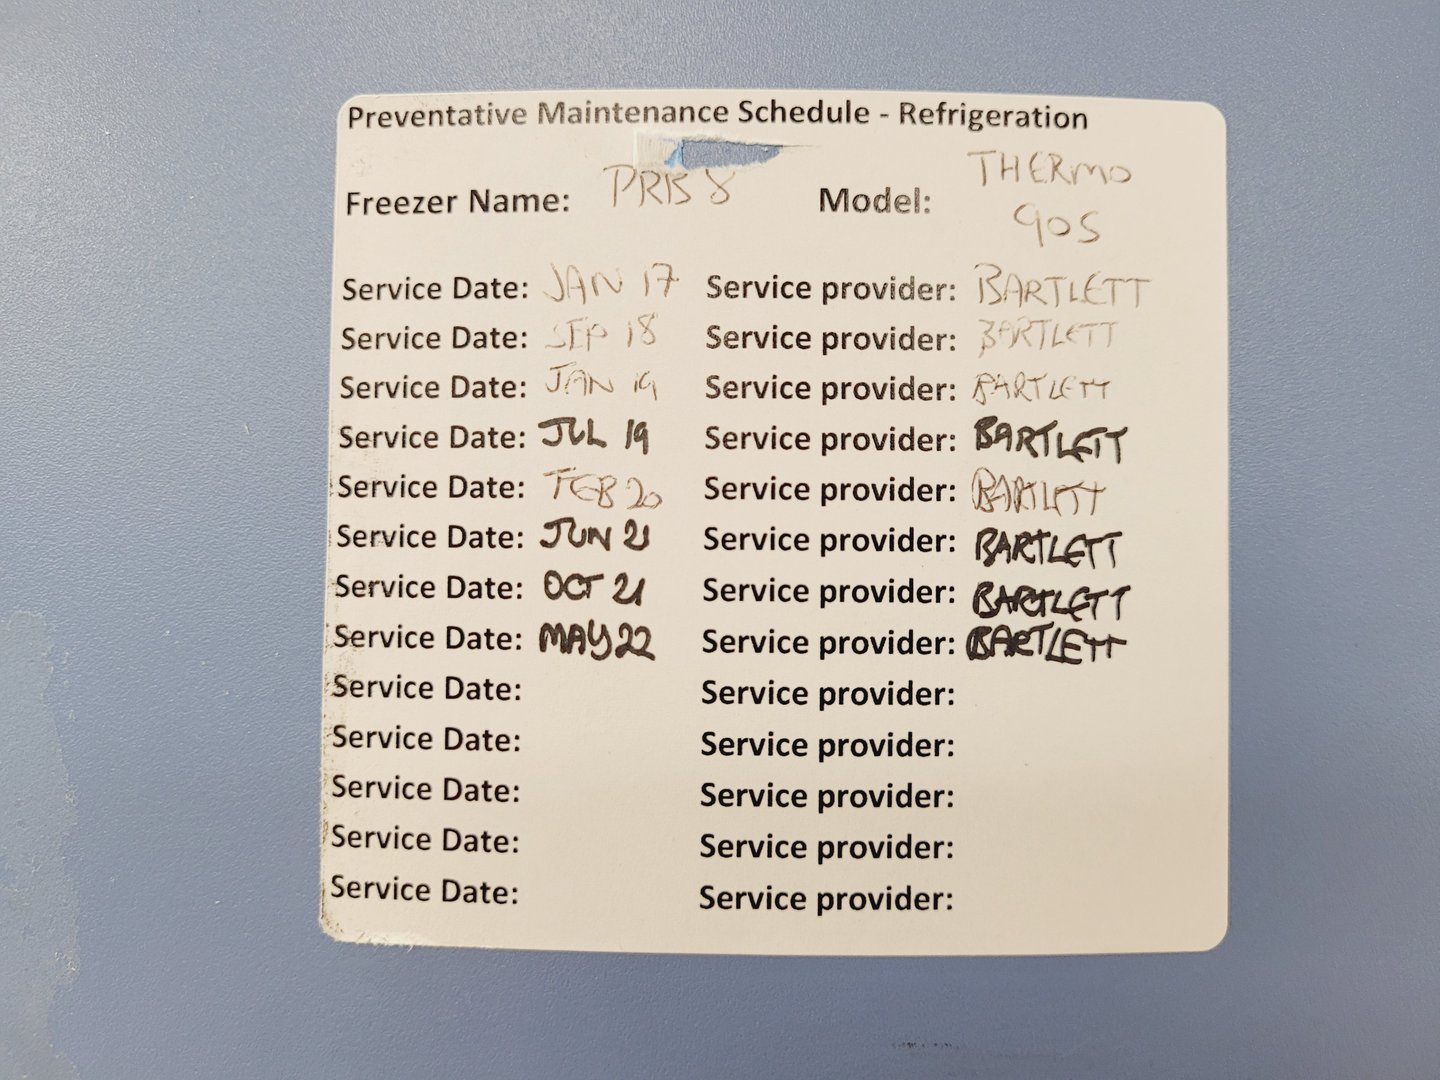 Preventative Maintenance Schedule - Refrigeration
Freezer Name: PRIS 8 Model: THERMO
905
Service Date: JAN 17 Service provider: BARTLETT
Service Date: SEP 18 Service provider: BARTLETT
Service Date: JAN 19 Service provider: BARTLETT
Service Date: JUL 19 Service provider: BARTLETT
Service Date: FEB 20 Service provider: BARTLETT
Service Date: JUN 21 Service provider: BARTLETT
Service Date: OCT 21 Service provider: BARTLETT
Service Date: MAY 22 Service provider: BARTLETT
Service Date: Service provider:
Service Date: Service provider:
Service Date: Service provider:
Service Date: Service provider:
Service Date: Service provider: